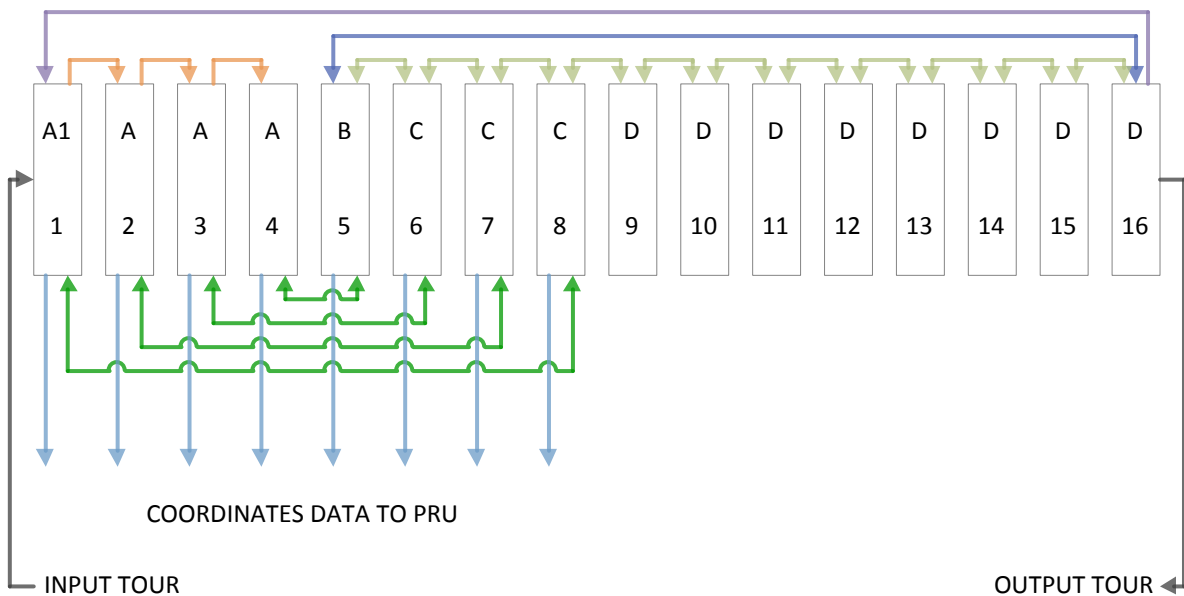 A1 A A A B C C C D D D D D D D D
1 2 3 4 5 6 7 8 9 10 11 12 13 14 15 16
COORDINATES DATA TO PRU
INPUT TOUR
OUTPUT TOUR